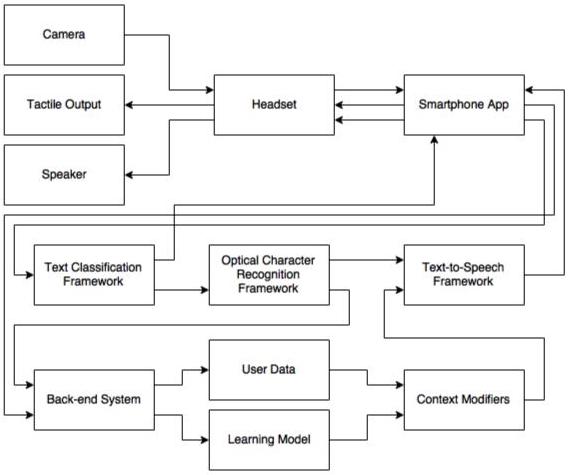 Camera
Tactile Output
Headset
Smartphone App
Speaker
Text Classification
Framework
Optical Character
Recognition
Framework
Text-to-Speech
Framework
Back-end System
User Data
Learning Model
Context Modifiers